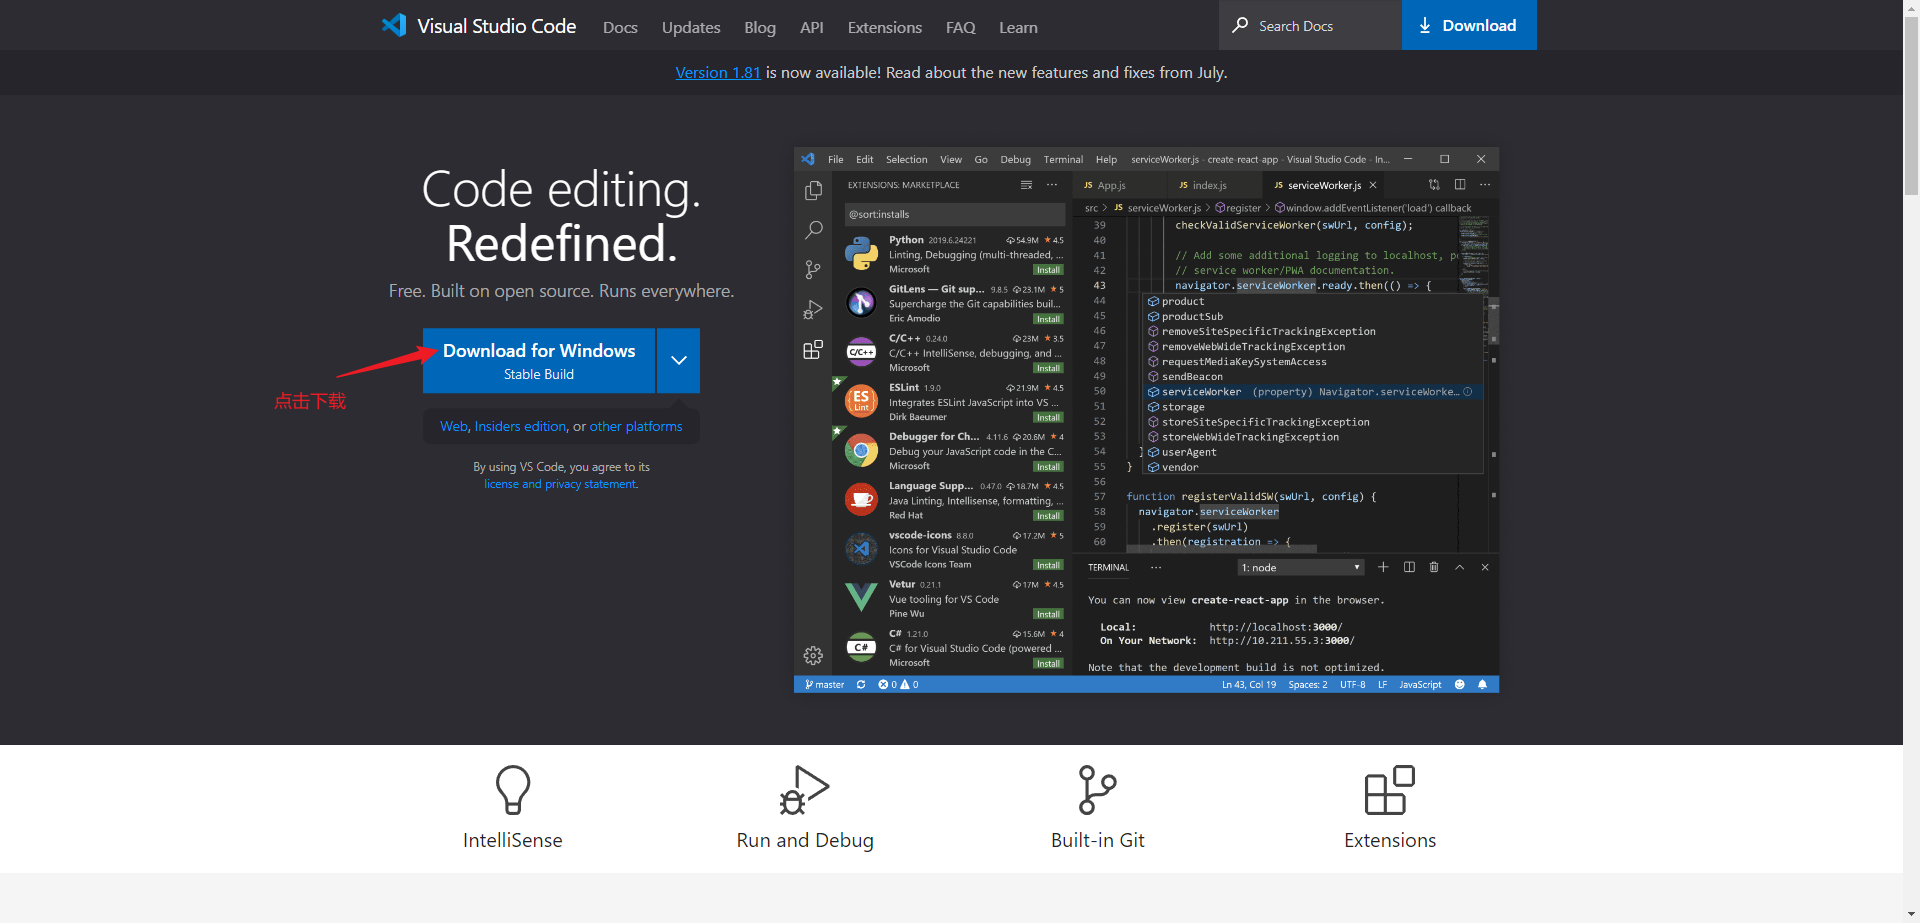 Visual Studio Code
Docs
Updates
Blog
API
Extensions
FAQ
Learn
Search Docs
Download
Version 1.81 is now available! Read about the new features and fixes from July.
Code editing.
Redefined.
Free. Built on open source. Runs everywhere.
Download for Windows
Stable Build
点击下载
Web, Insiders edition, or other platforms
By using VS Code, you agree to its
license and privacy statement.
File Edit Selection View Go Debug Terminal Help serviceWorker.js - create-react-app - Visual Studio Code - In...
EXTENSIONS: MARKETPLACE
@sort:installs
Python 2019.6.24221 54.9M 4.5
Linting, Debugging (multi-threaded, ...
Microsoft Install
GitLens — Git sup... 9.8.5 23.1M 5
Supercharge the Git capabilities buil...
Eric Amodio Install
C/C++
C/C++ 0.24.0 23M 3.5
C/C++ IntelliSense, debugging, and ...
Microsoft Install
ES
Lint
ESLint 1.9.0 21.9M 4.5
Integrates ESLint JavaScript into VS ...
Dirk Baeumer Install
Debugger for Ch... 4.11.6 20.6M 4
Debug your JavaScript code in the C...
Microsoft Install
Language Supp... 0.47.0 18.7M 4.5
Java Linting, Intellisense, formatting, ...
Red Hat Install
vscode-icons 8.8.0 17.2M 5
Icons for Visual Studio Code
VSCode Icons Team Install
Vetur 0.21.1 17M 4.5
Vue tooling for VS Code
Pine Wu Install
C#
C# 1.21.0 15.6M 4
C# for Visual Studio Code (powered ...
Microsoft Install
JS App.js
JS index.js
JS serviceWorker.js
src > JS serviceWorker.js > register > window.addEventListener('load') callback
39 checkValidServiceWorker(swUrl, config);
40
41 // Add some additional logging to localhost, po
42 // service worker/PWA documentation.
43 navigator.serviceWorker.ready.then(() => {
44 product
45 productSub
46 removeSiteSpecificTrackingException
47 removeWebWideTrackingException
48 requestMediaKeySystemAccess
49 sendBeacon
50 serviceWorker (property) Navigator.serviceWorke...
51 storage
52 storeSiteSpecificTrackingException
53 storeWebWideTrackingException
54 } userAgent
55 } vendor
56
57 function registerValidSW(swUrl, config) {
58 navigator.serviceWorker
59 .register(swUrl)
60 .then(registration => {
TERMINAL ... 1: node
You can now view create-react-app in the browser.
Local: http://localhost:3000/
On Your Network: http://10.211.55.3:3000/
Note that the development build is not optimized.
master 0 0 Ln 43, Col 19 Spaces: 2 UTF-8 LF JavaScript
IntelliSense
Run and Debug
Built-in Git
Extensions